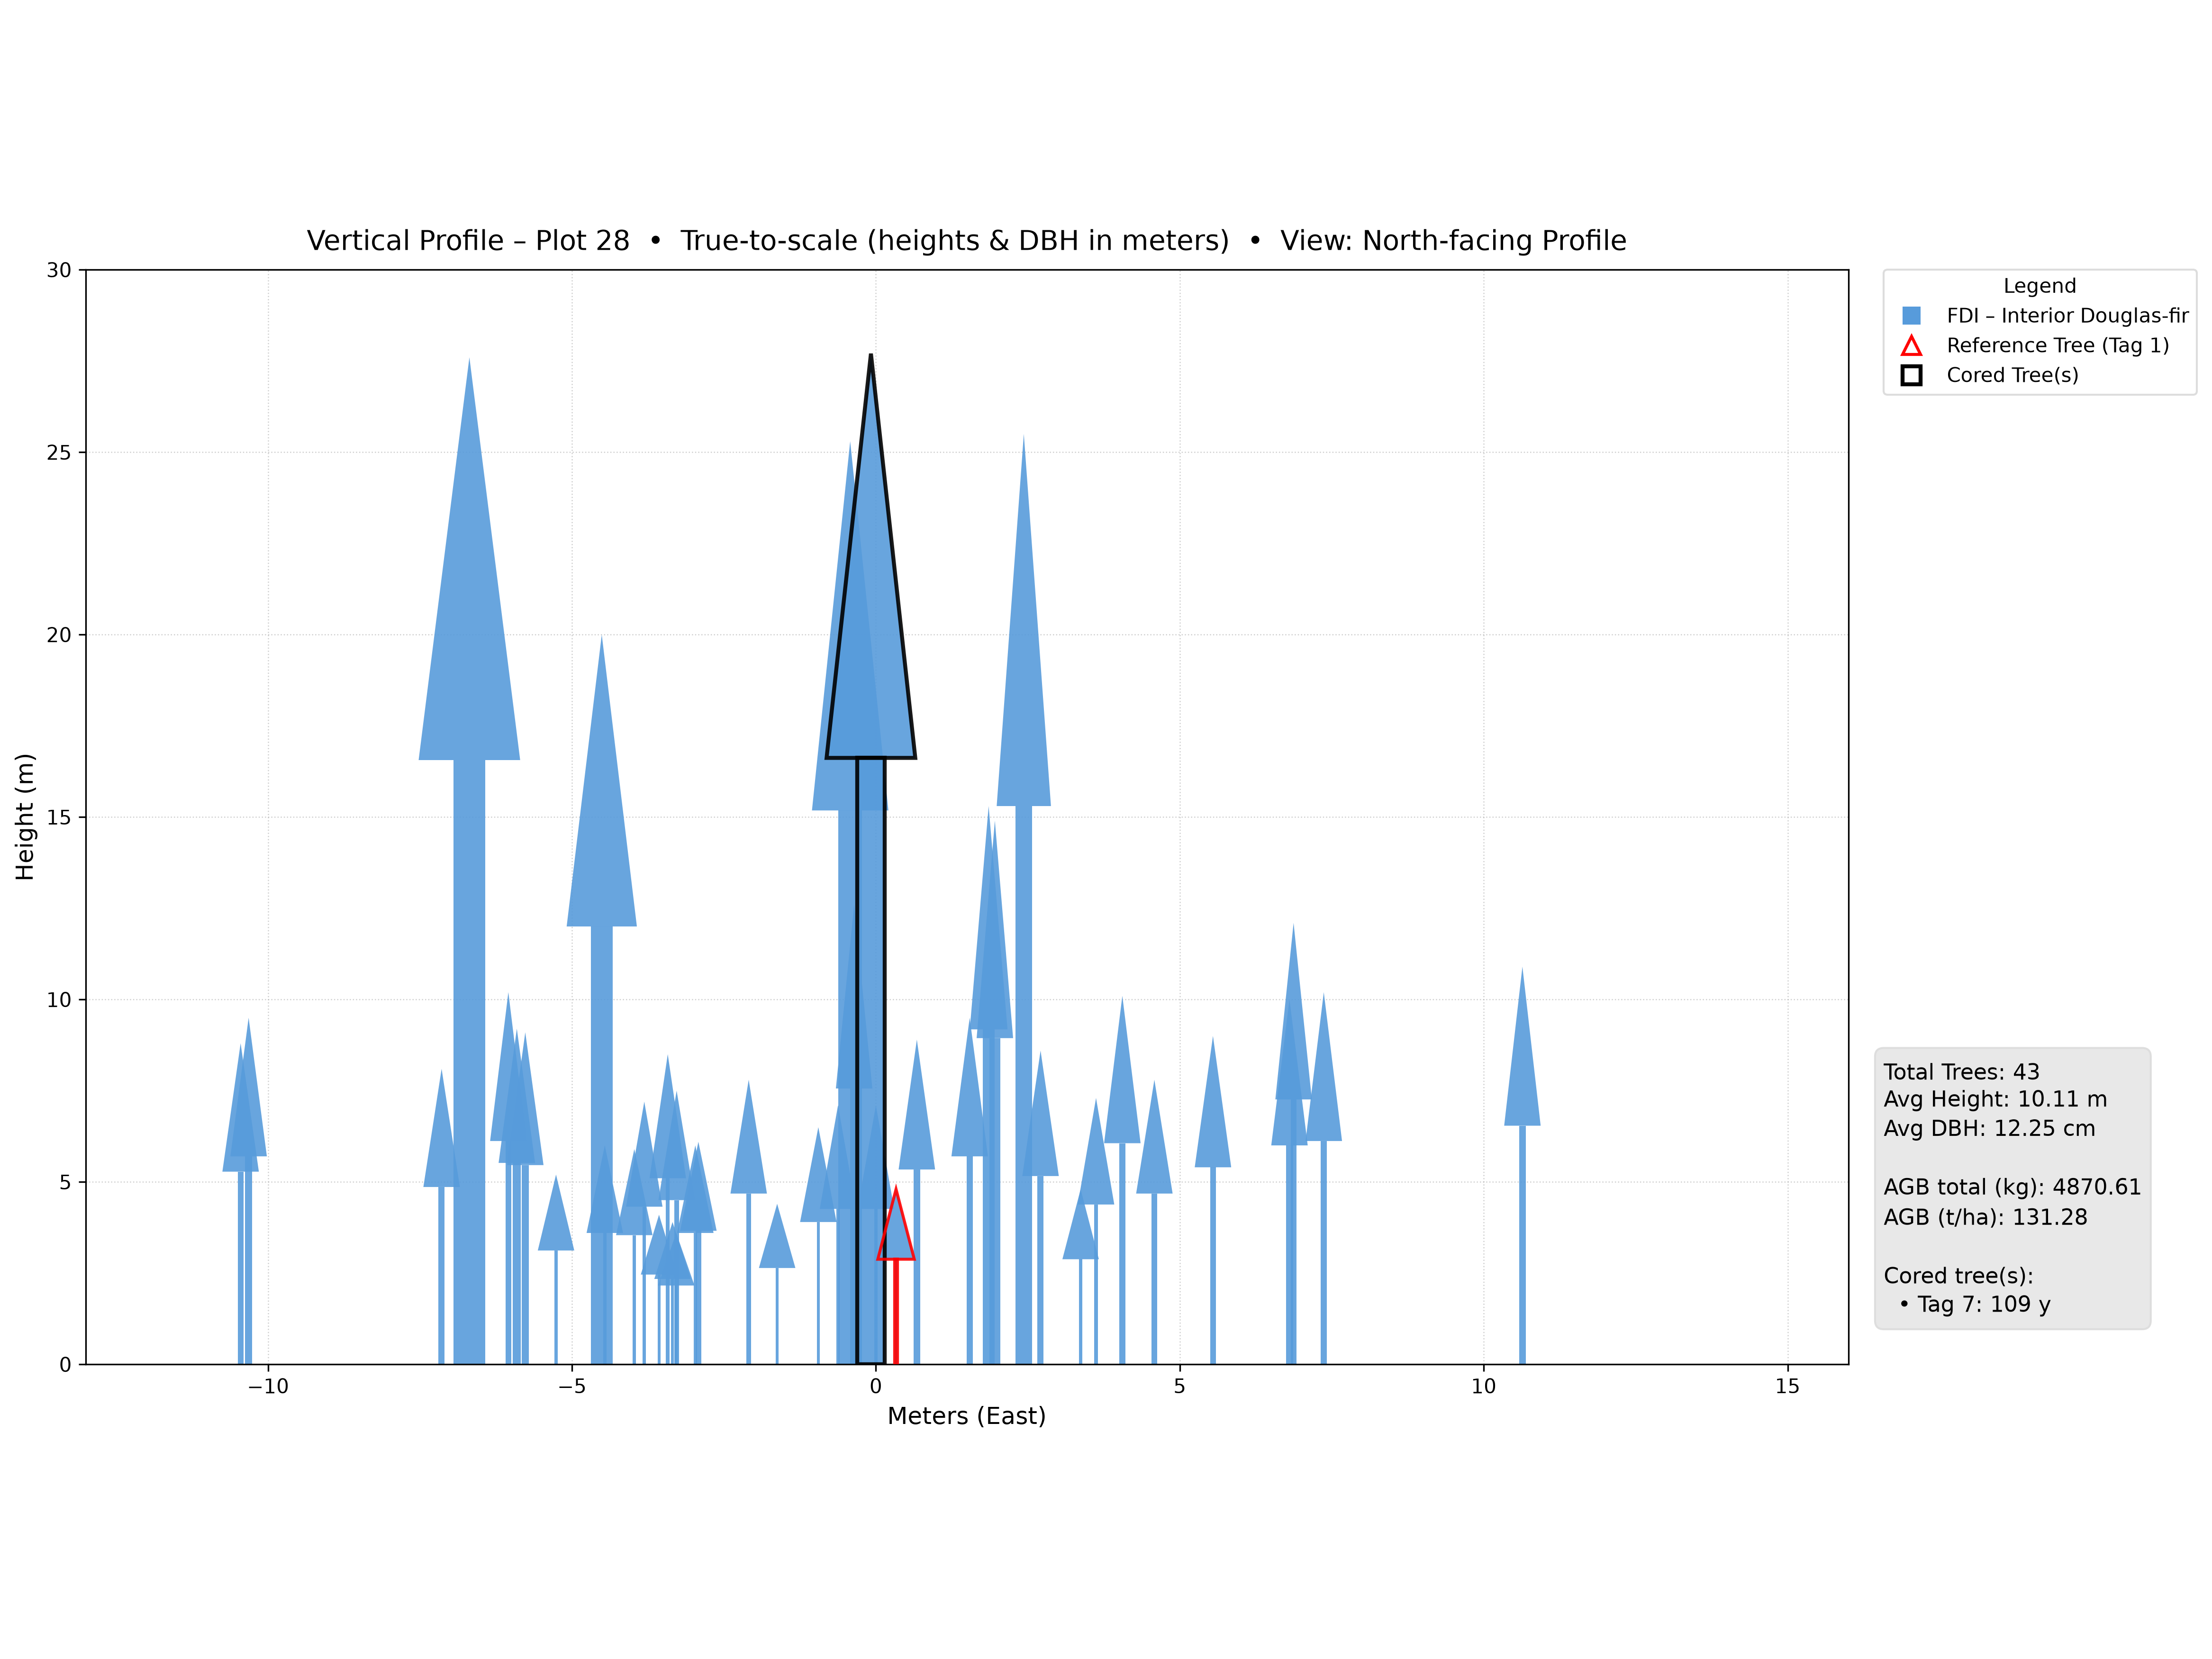 Vertical Profile – Plot 28 • True-to-scale (heights & DBH in meters) • View: North-facing Profile
30
25
20
15
10
5
0
Height (m)
−10
−5
0
5
10
15
Meters (East)
Legend
FDI – Interior Douglas-fir
Reference Tree (Tag 1)
Cored Tree(s)
Total Trees: 43
Avg Height: 10.11 m
Avg DBH: 12.25 cm
AGB total (kg): 4870.61
AGB (t/ha): 131.28
Cored tree(s):
• Tag 7: 109 y